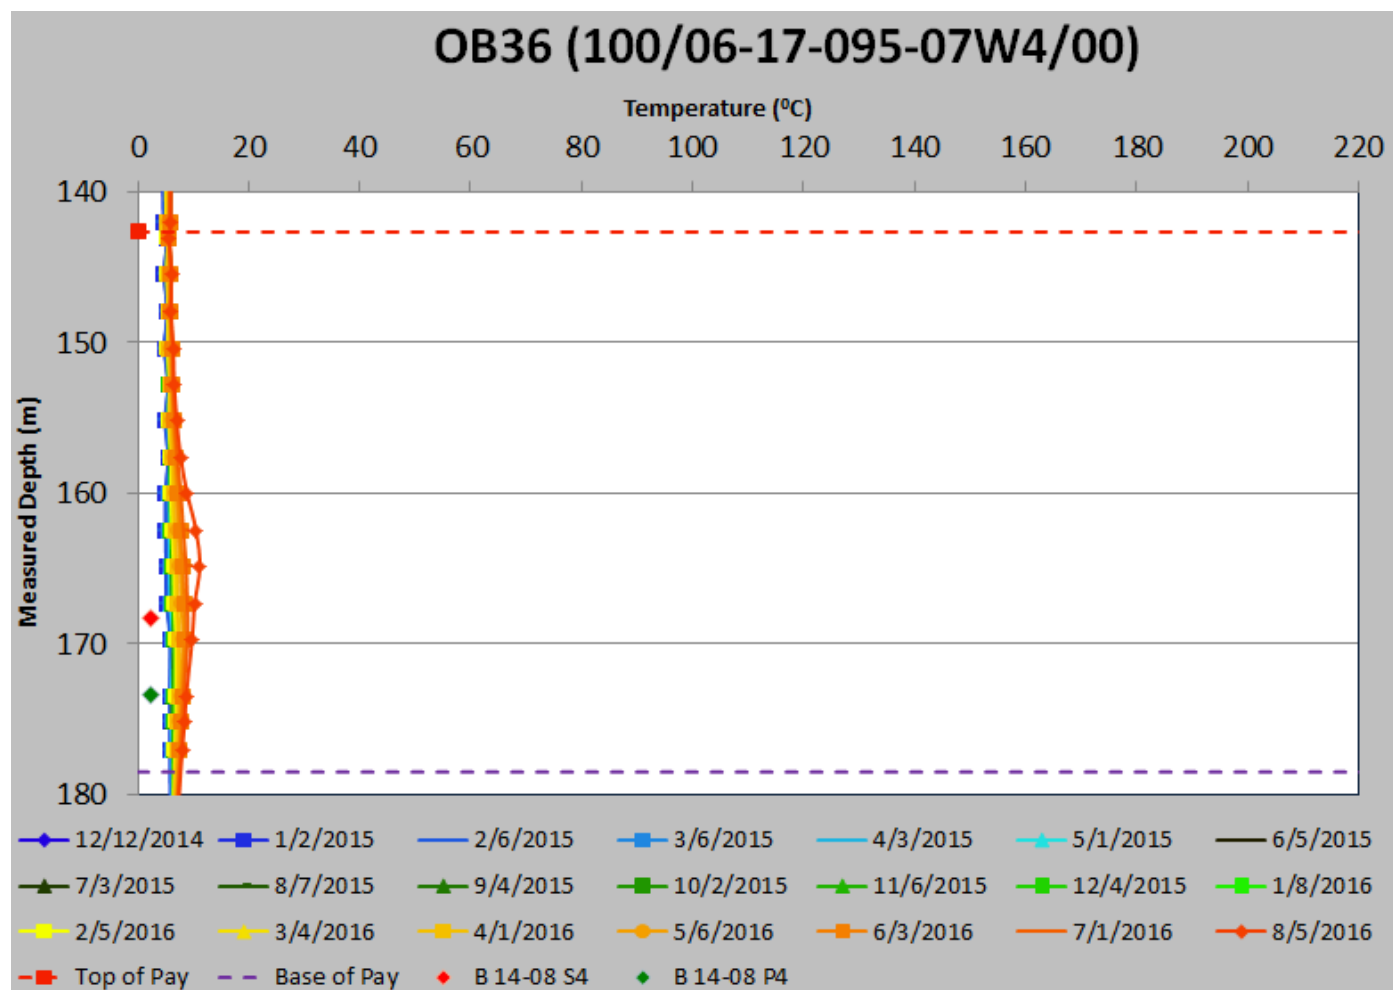 OB36 (100/06-17-095-07W4/00)
Temperature (⁰C)
0 20 40 60 80 100 120 140 160 180 200 220
Measured Depth (m)
140
150
160
170
180
12/12/2014 1/2/2015 2/6/2015 3/6/2015 4/3/2015 5/1/2015 6/5/2015
7/3/2015 8/7/2015 9/4/2015 10/2/2015 11/6/2015 12/4/2015 1/8/2016
2/5/2016 3/4/2016 4/1/2016 5/6/2016 6/3/2016 7/1/2016 8/5/2016
Top of Pay Base of Pay B 14-08 S4 B 14-08 P4